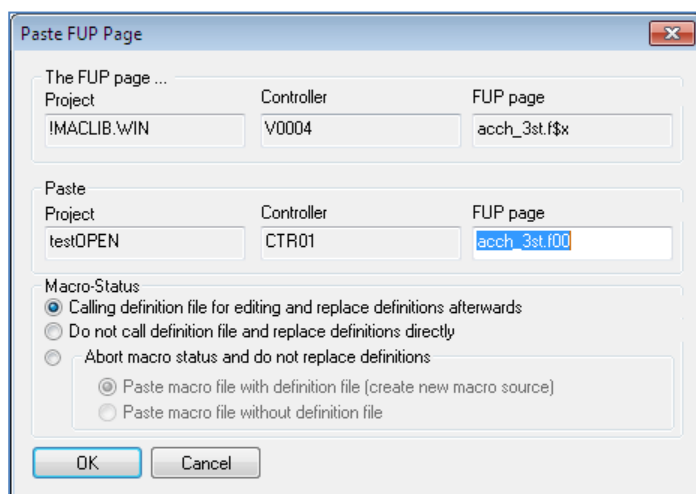 Paste FUP Page
The FUP page ...
Project Controller FUP page
!MACLIB.WIN V0004 acch_3st.f$x
Paste
Project Controller FUP page
testOPEN CTR01 acch_3st.f00
Macro-Status
Calling definition file for editing and replace definitions afterwards
Do not call definition file and replace definitions directly
Abort macro status and do not replace definitions
Paste macro file with definition file (create new macro source)
Paste macro file without definition file
OK Cancel